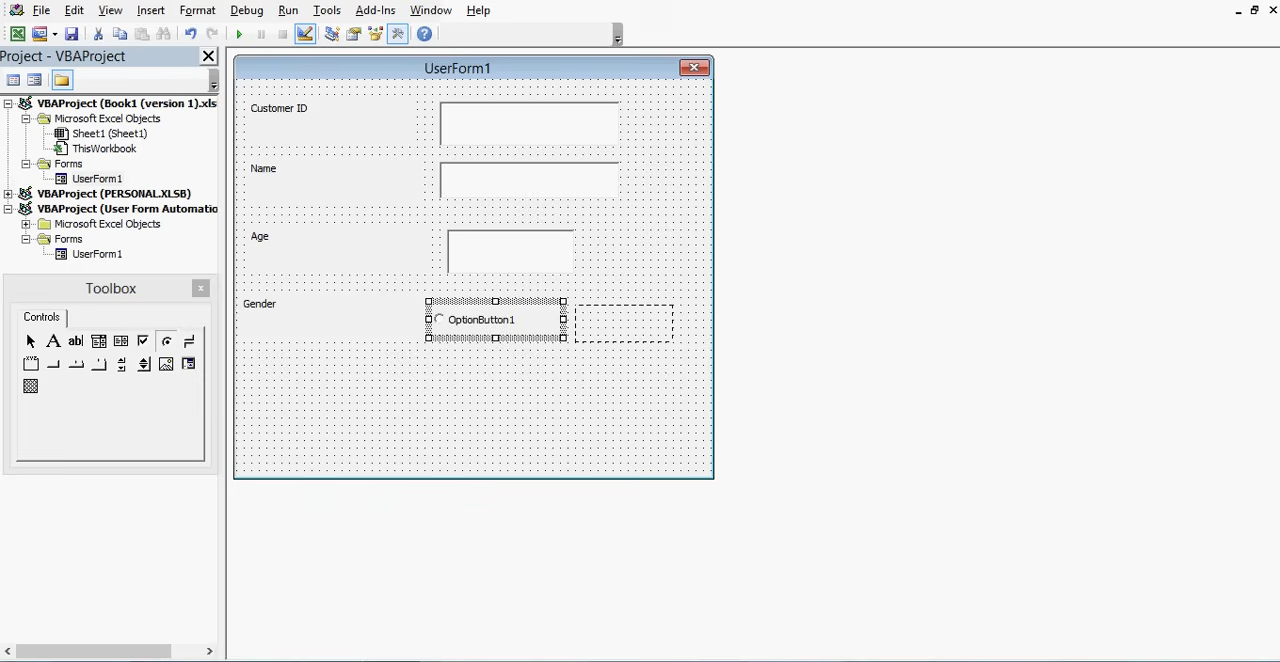 File Edit View Insert Format Debug Run Tools Add-Ins Window Help
Project - VBAProject
UserForm1
VBAProject (Book1 (version 1).xls
Microsoft Excel Objects
Sheet1 (Sheet1)
ThisWorkbook
Forms
UserForm1
VBAProject (PERSONAL.XLSB)
VBAProject (User Form Automatio
Microsoft Excel Objects
Forms
UserForm1
Toolbox
Controls
A ab|
Customer ID
Name
Age
Gender
OptionButton1